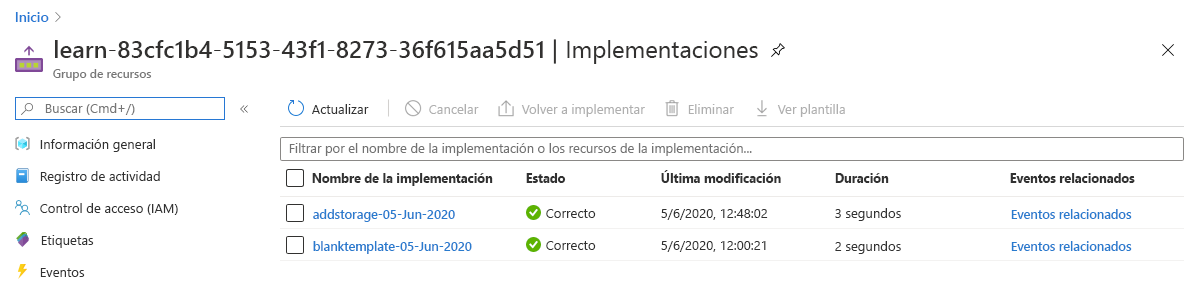 Inicio
learn-83cfc1b4-5153-43f1-8273-36f615aa5d51 | Implementaciones
Grupo de recursos
Buscar (Cmd+/)
Actualizar Cancelar Volver a implementar Eliminar Ver plantilla
Información general
Registro de actividad
Control de acceso (IAM)
Etiquetas
Eventos
Filtrar por el nombre de la implementación o los recursos de la implementación...
Nombre de la implementación Estado Última modificación Duración Eventos relacionados
addstorage-05-Jun-2020 Correcto 5/6/2020, 12:48:02 3 segundos Eventos relacionados
blanktemplate-05-Jun-2020 Correcto 5/6/2020, 12:00:21 2 segundos Eventos relacionados